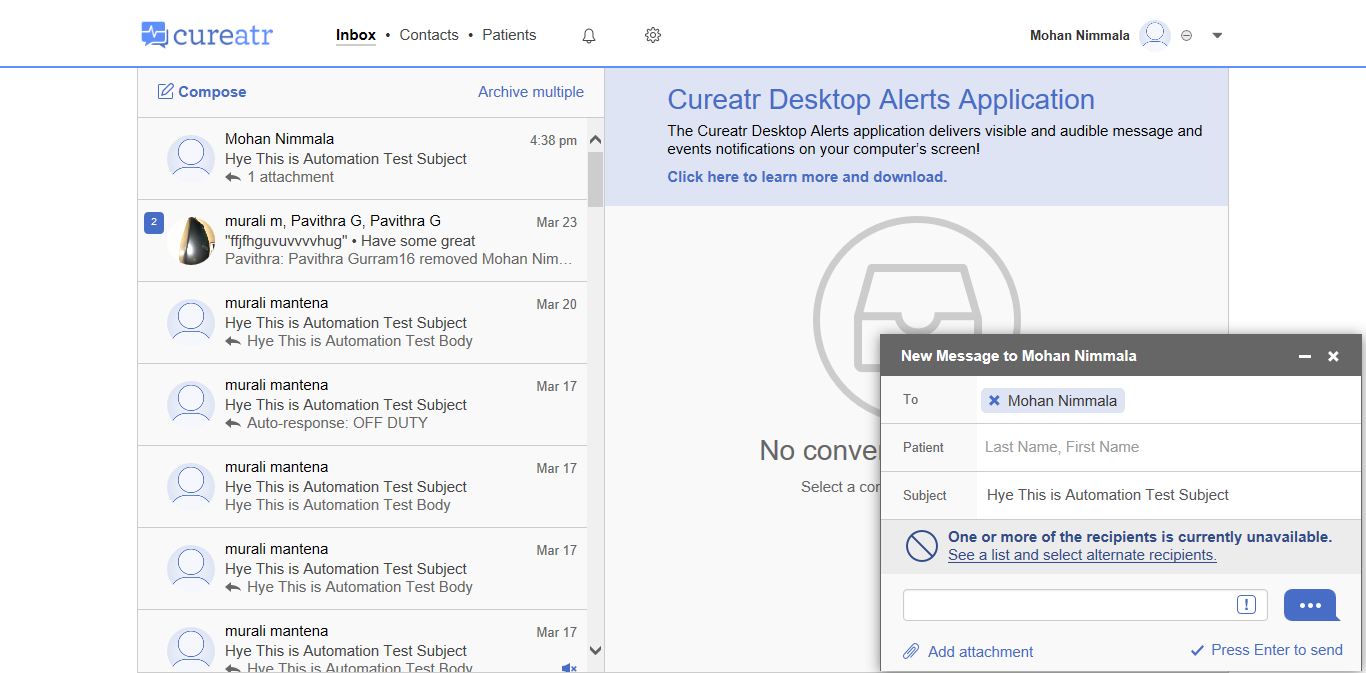 cureatr
Inbox • Contacts • Patients
Mohan Nimmala
Compose
Archive multiple
Mohan Nimmala
4:38 pm
Hye This is Automation Test Subject
1 attachment
2
murali m, Pavithra G, Pavithra G
Mar 23
"ffjfhguvuvvvvhug" • Have some great
Pavithra: Pavithra Gurram16 removed Mohan Nim…
murali mantena
Mar 20
Hye This is Automation Test Subject
Hye This is Automation Test Body
murali mantena
Mar 17
Hye This is Automation Test Subject
Auto-response: OFF DUTY
murali mantena
Mar 17
Hye This is Automation Test Subject
Hye This is Automation Test Body
murali mantena
Mar 17
Hye This is Automation Test Subject
Hye This is Automation Test Body
murali mantena
Mar 17
Hye This is Automation Test Subject
Hye This is Automation Test Body
Cureatr Desktop Alerts Application
The Cureatr Desktop Alerts application delivers visible and audible message and
events notifications on your computer's screen!
Click here to learn more and download.
No conve
Select a co
New Message to Mohan Nimmala
To
Mohan Nimmala
Patient
Last Name, First Name
Subject
Hye This is Automation Test Subject
One or more of the recipients is currently unavailable.
See a list and select alternate recipients.
!
Add attachment
Press Enter to send